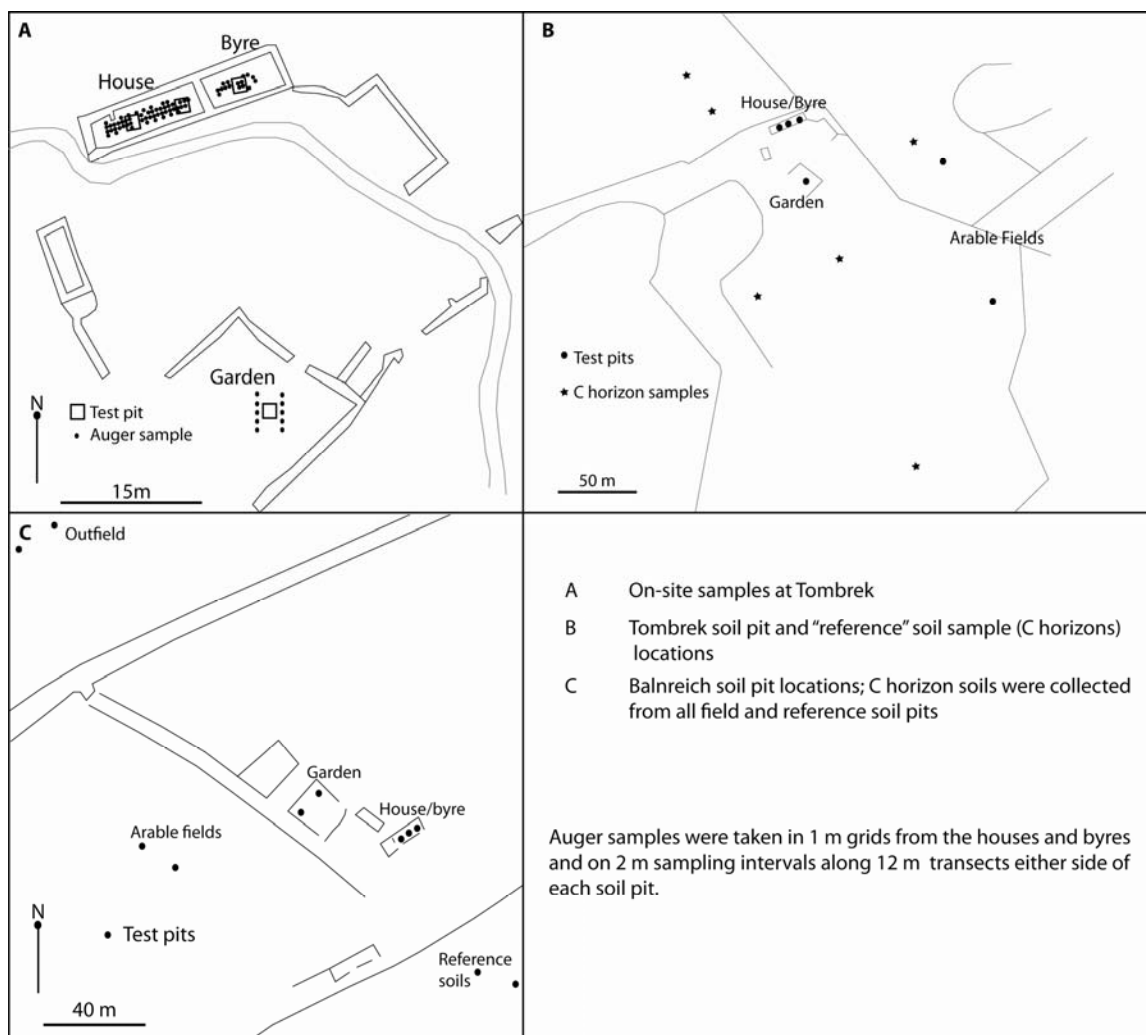 A
Byre
House
Garden
N
Test pit
Auger sample
15m
B
House/Byre
Garden
Arable Fields
Test pits
C horizon samples
50 m
C
Outfield
Garden
House/byre
Arable fields
N
Test pits
Reference
soils
40 m
A On-site samples at Tombrek
B Tombrek soil pit and “reference” soil sample (C horizons)
locations
C Balnreich soil pit locations; C horizon soils were collected
from all field and reference soil pits
Auger samples were taken in 1 m grids from the houses and byres
and on 2 m sampling intervals along 12 m transects either side of
each soil pit.